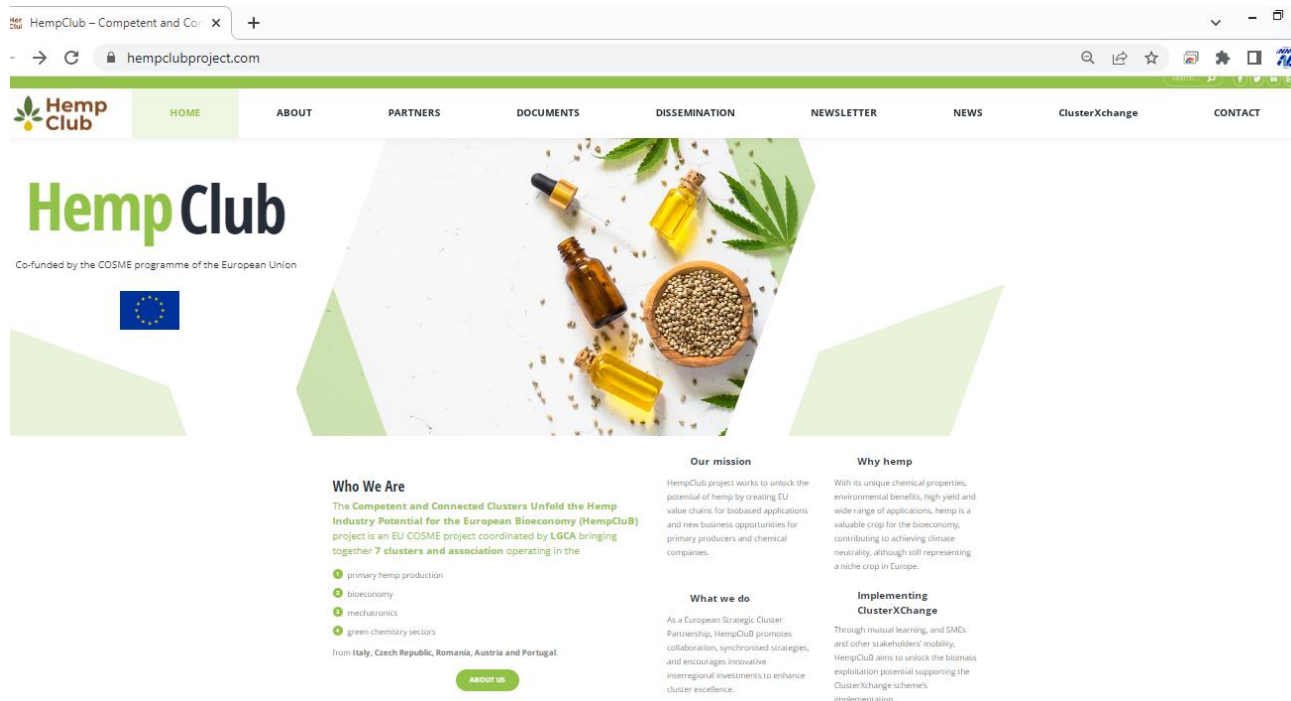 HempClub – Competent and Con
hempclubproject.com
Hemp
Club
HOME
ABOUT
PARTNERS
DOCUMENTS
DISSEMINATION
NEWSLETTER
NEWS
ClusterXchange
CONTACT
Hemp Club
Co-funded by the COSME programme of the European Union
Who We Are
The Competent and Connected Clusters Unfold the Hemp
Industry Potential for the European Bioeconomy (HempCluB)
project is an EU COSME project coordinated by LGCA bringing
together 7 clusters and association operating in the
1 primary hemp production
2 bioeconomy
3 mechatronics
4 green chemistry sectors
from Italy, Czech Republic, Romania, Austria and Portugal.
ABOUT US
Our mission
HempClub project works to unlock the
potential of hemp by creating EU
value chains for biobased applications
and new business opportunities for
primary producers and chemical
companies.
Why hemp
With its unique chemical properties,
environmental benefits, high yield and
wide range of applications, hemp is a
valuable crop for the bioeconomy,
contributing to achieving climate
neutrality, although still representing
a niche crop in Europe.
What we do
As a European Strategic Cluster
Partnership, HempCluB promotes
collaboration, synchronised strategies,
and encourages innovative
interregional investments to enhance
cluster excellence.
Implementing
ClusterXChange
Through mutual learning, and SMEs
and other stakeholders' mobility,
HempCluB aims to unlock the biomass
exploitation potential supporting the
ClusterXchange scheme's
implementation.